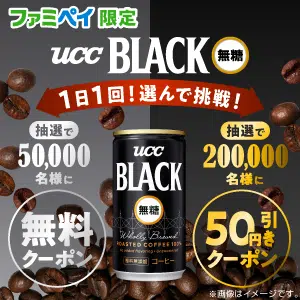 ファミペイ 限定
UCC BLACK 無糖
1日1回！選んで挑戦！
抽選で
50,000
名様に
無料
クーポン
抽選で
200,000
名様に
50円引き
クーポン
UCC
BLACK
無糖
Wholly Brewed
ROASTED COFFEE 100%
コーヒー
※画像はイメージです。